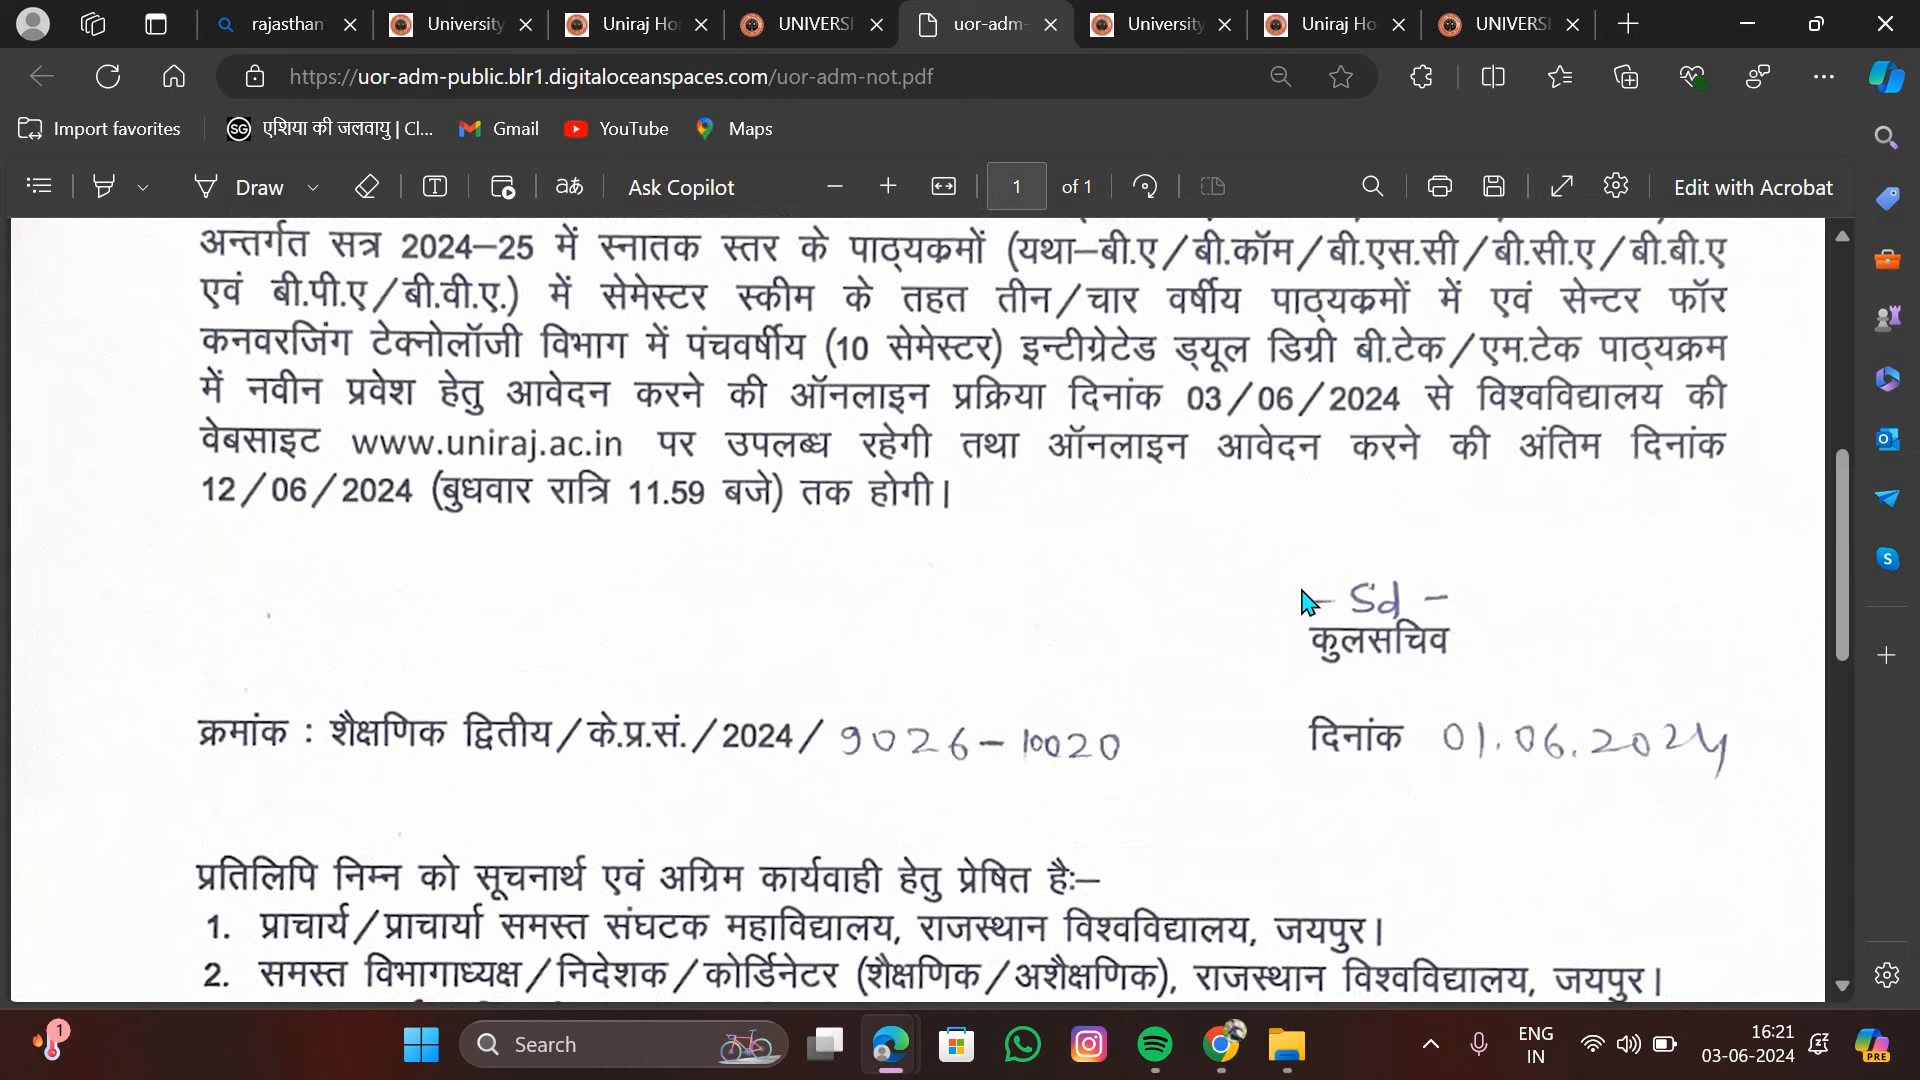 rajasthan
University
Uniraj Ho
UNIVERSI
uor-adm-
University
Uniraj Ho
UNIVERSI
https://uor-adm-public.blr1.digitaloceanspaces.com/uor-adm-not.pdf
Import favorites
एशिया की जलवायु | Cl...
Gmail
YouTube
Maps
Draw
aあ
Ask Copilot
1 of 1
Edit with Acrobat
अन्तर्गत सत्र 2024–25 में स्नातक स्तर के पाठ्यकमों (यथा–बी.ए/बी.कॉम/बी.एस.सी/बी.सी.ए/बी.बी.ए
एवं बी.पी.ए/बी.वी.ए.) में सेमेस्टर स्कीम के तहत तीन/चार वर्षीय पाठ्यकमों में एवं सेन्टर फॉर
कनवरजिंग टेक्नोलॉजी विभाग में पंचवर्षीय (10 सेमेस्टर) इन्टीग्रेटेड ड्यूल डिग्री बी.टेक/एम.टेक पाठ्यक्रम
में नवीन प्रवेश हेतु आवेदन करने की ऑनलाइन प्रक्रिया दिनांक 03/06/2024 से विश्वविद्यालय की
वेबसाइट www.uniraj.ac.in पर उपलब्ध रहेगी तथा ऑनलाइन आवेदन करने की अंतिम दिनांक
12/06/2024 (बुधवार रात्रि 11.59 बजे) तक होगी।
- Sd -
कुलसचिव
क्रमांक : शैक्षणिक द्वितीय/के.प्र.सं./2024/ 9026-10020
दिनांक 01.06.2024
प्रतिलिपि निम्न को सूचनार्थ एवं अग्रिम कार्यवाही हेतु प्रेषित हैः–
1. प्राचार्य/प्राचार्या समस्त संघटक महाविद्यालय, राजस्थान विश्वविद्यालय, जयपुर।
2. समस्त विभागाध्यक्ष/निदेशक/कोर्डिनेटर (शैक्षणिक/अशैक्षणिक), राजस्थान विश्वविद्यालय, जयपुर।
1
Search
ENG
IN
16:21
03-06-2024
PRE